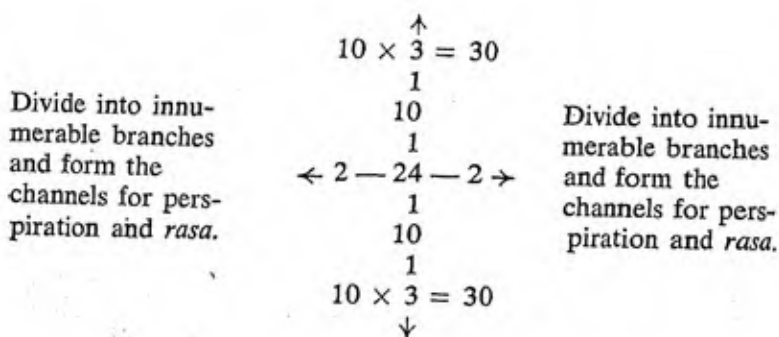 ↑
10 × 3 = 30
1
10
1
Divide into innu-
merable branches
and form the
channels for pers-
piration and rasa.
← 2 — 24 — 2 →
Divide into innu-
merable branches
and form the
channels for pers-
piration and rasa.
1
10
1
10 × 3 = 30
↓